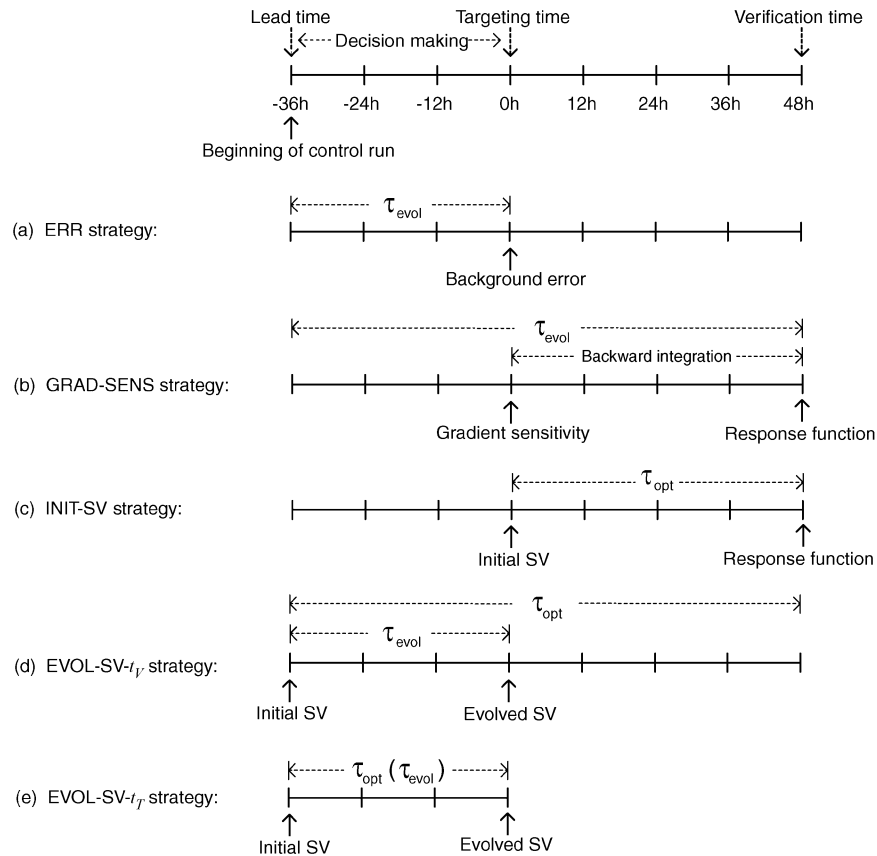 Lead time Targeting time Verification time
Decision making
-36h -24h -12h 0h 12h 24h 36h 48h
Beginning of control run
τevol
(a) ERR strategy:
Background error
τevol
Backward integration
(b) GRAD-SENS strategy:
Gradient sensitivity Response function
τopt
(c) INIT-SV strategy:
Initial SV Response function
τopt
τevol
(d) EVOL-SV-tV strategy:
Initial SV Evolved SV
τopt (τevol)
(e) EVOL-SV-tT strategy:
Initial SV Evolved SV